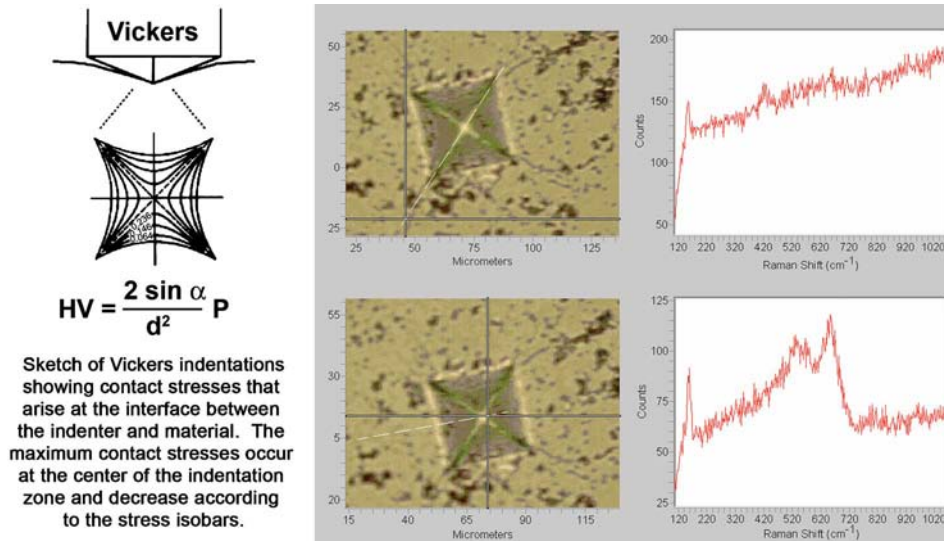 Vickers
0.236
.146
0.064
HV = 2 sin α / d² P
Sketch of Vickers indentations
showing contact stresses that
arise at the interface between
the indenter and material. The
maximum contact stresses occur
at the center of the indentation
zone and decrease according
to the stress isobars.
50
25
0
25
25 50 75 100 125
Micrometers
200
150
100
50
Counts
120 220 320 420 520 620 720 820 920 1020
Raman Shift (cm-1)
55
30
5
20
15 40 65 90 115
Micrometers
125
100
75
50
25
Counts
120 220 320 420 520 620 720 820 920 1020
Raman Shift (cm-1)